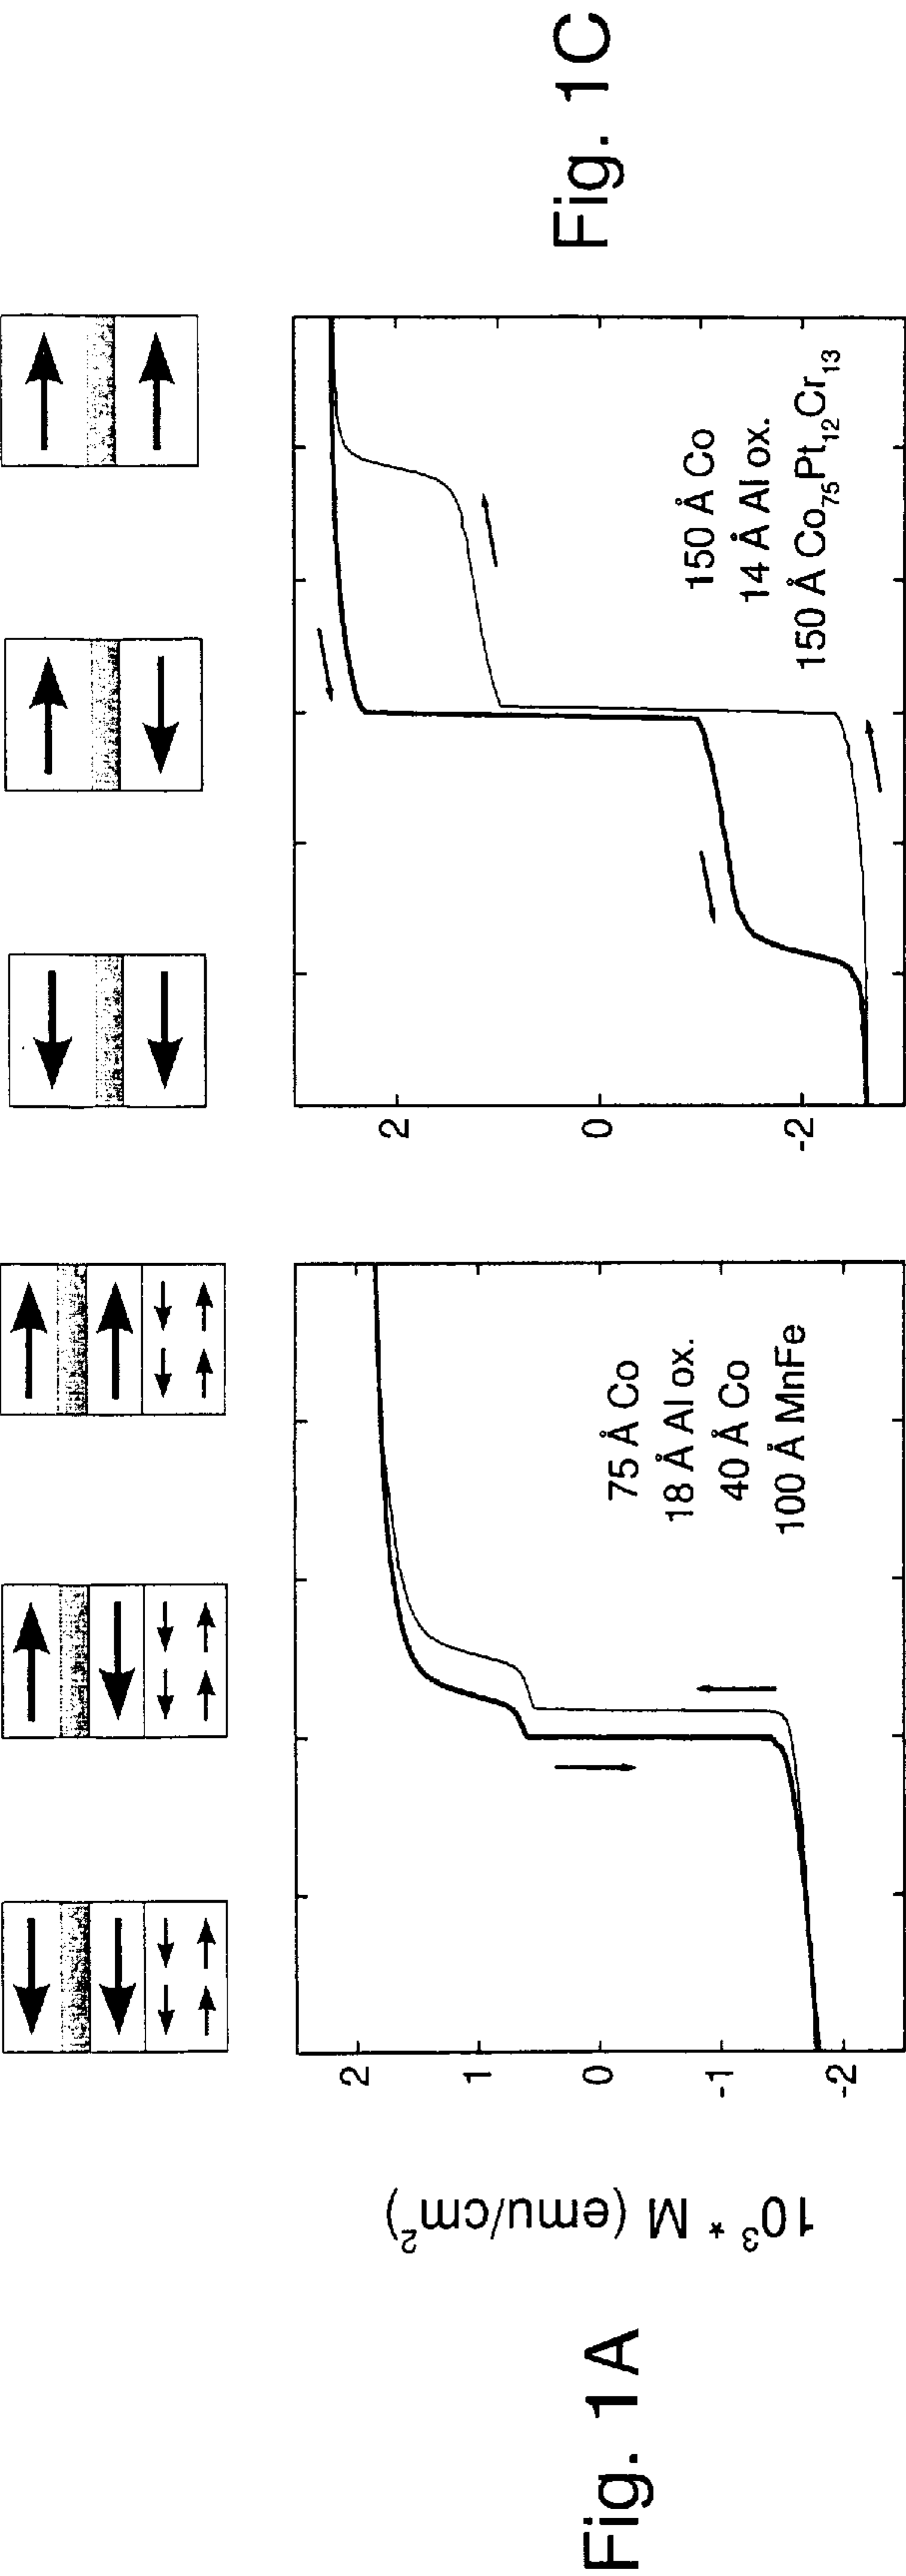 Fig. 1A
10³ * M (emu/cm²)
2
1
0
-1
-2
75 Å Co
18 Å Al ox.
40 Å Co
100 Å MnFe
2
0
-2
150 Å Co
14 Å Al ox.
150 Å Co₇₅Pt₁₂Cr₁₃
Fig. 1C